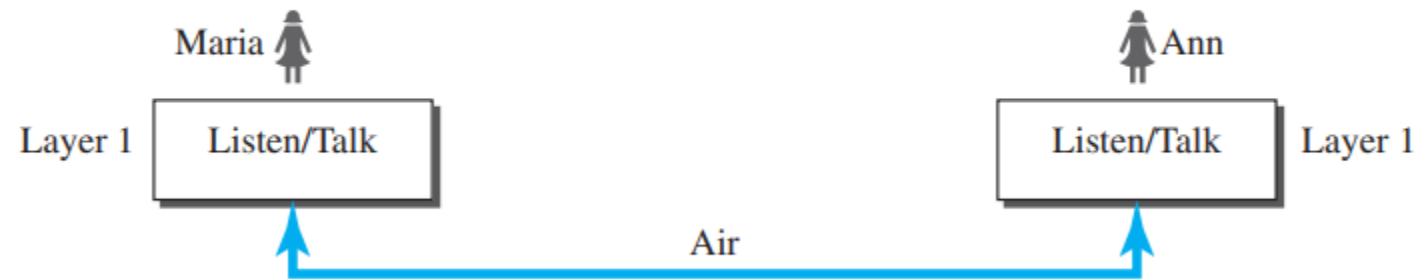 Maria
Ann
Layer 1
Listen/Talk
Listen/Talk
Layer 1
Air